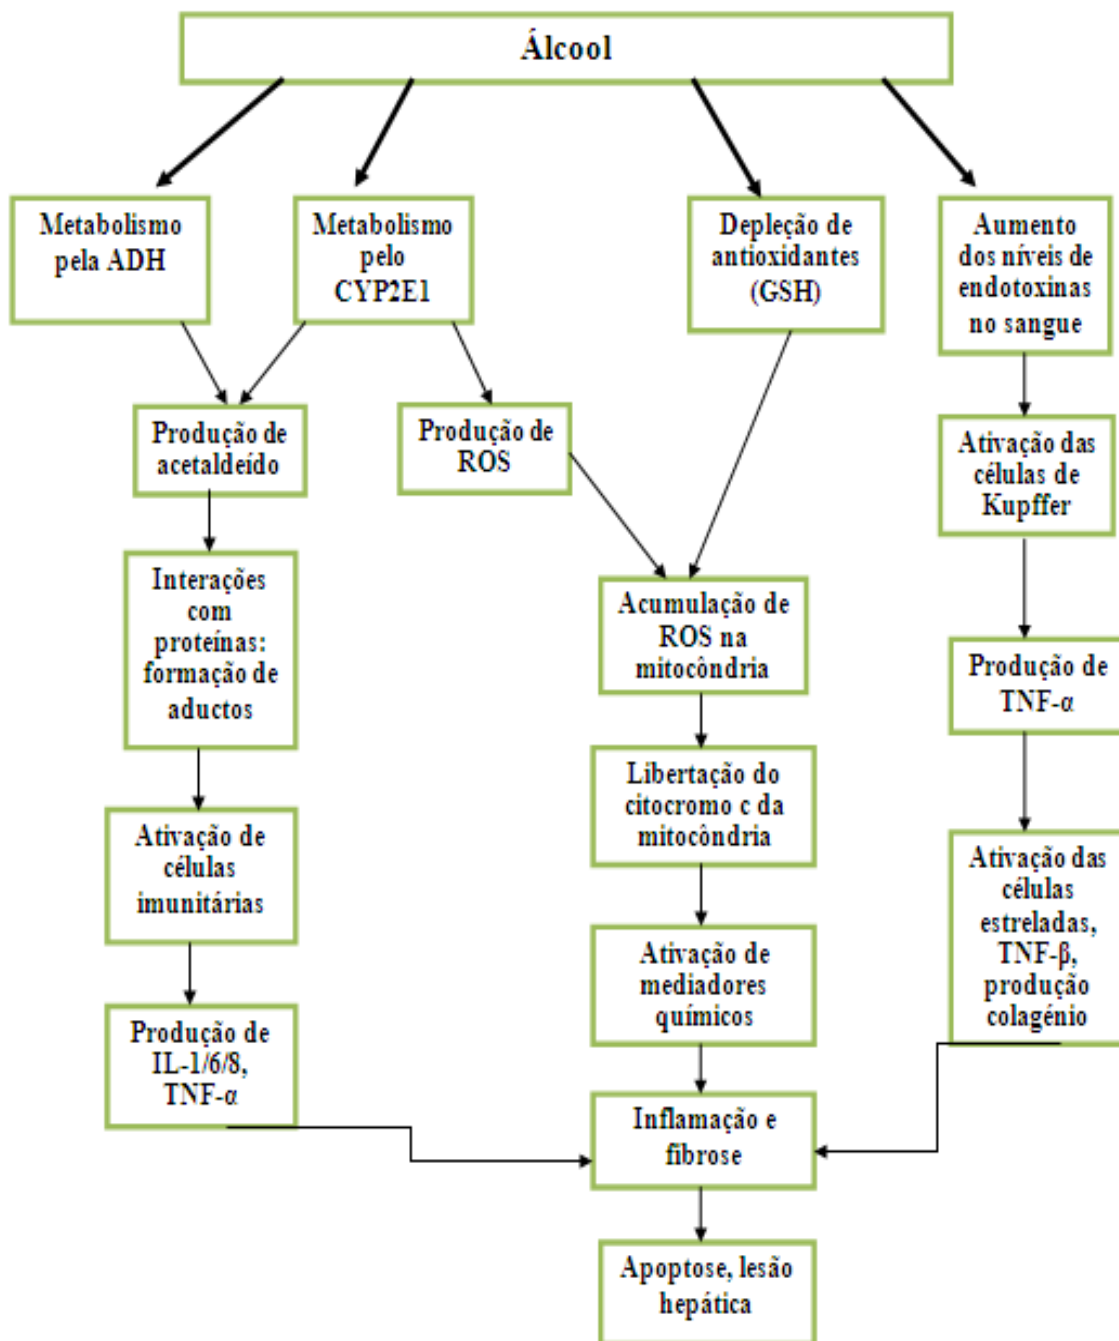 Álcool
Metabolismo
pela ADH
Metabolismo
pelo
CYP2E1
Depleção de
antioxidantes
(GSH)
Aumento
dos níveis de
endotoxinas
no sangue
Produção de
acetaldeído
Produção de
ROS
Ativação das
células de
Kupffer
Interações
com
proteínas:
formação de
aductos
Acumulação de
ROS na
mitocôndria
Produção de
TNF-α
Ativação de
células
imunitárias
Libertação do
citocromo c da
mitocôndria
Ativação das
células
estreladas,
TNF-β,
produção
colagénio
Produção de
IL-1/6/8,
TNF-α
Ativação de
mediadores
químicos
Inflamação e
fibrose
Apoptose, lesão
hepática